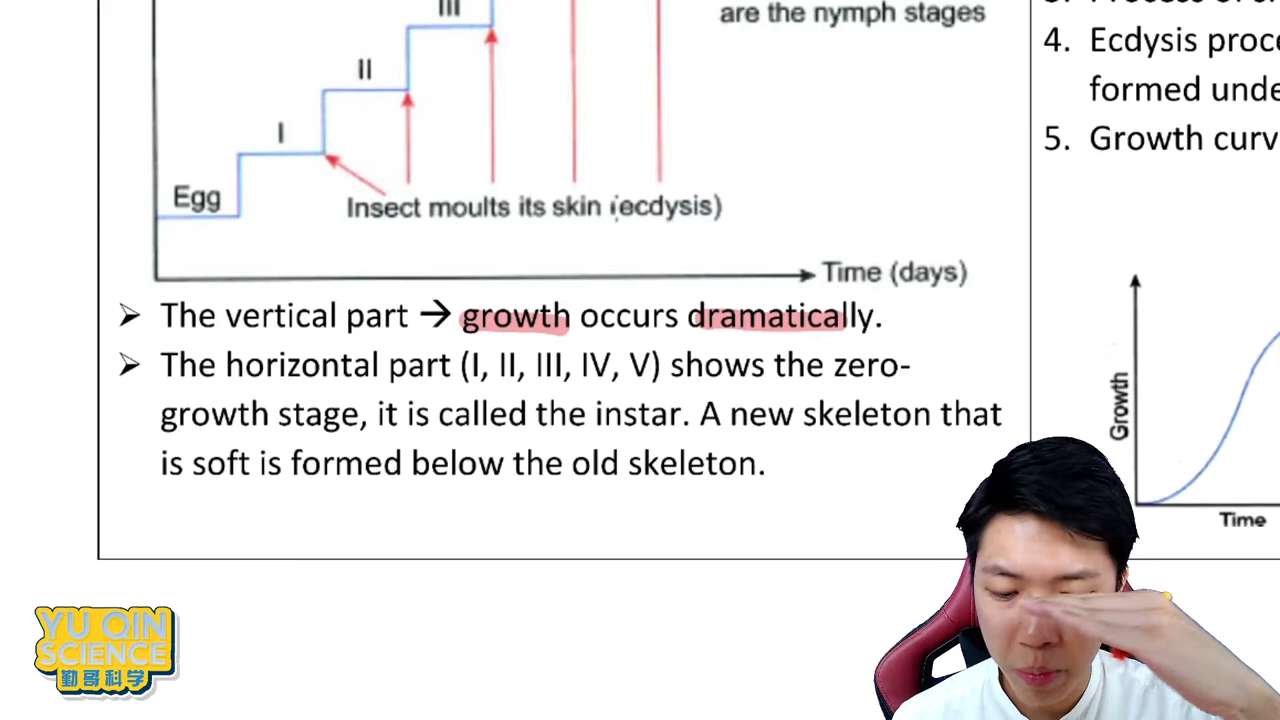 III
are the nymph stages
II
I
Egg
Insect moults its skin (ecdysis)
Time (days)
➢ The vertical part → growth occurs dramatically.
➢ The horizontal part (I, II, III, IV, V) shows the zero-
growth stage, it is called the instar. A new skeleton that
is soft is formed below the old skeleton.
4. Ecdysis
formed
5. Growth
Growth
Time
YU QIN
SCIENCE
勤哥科学